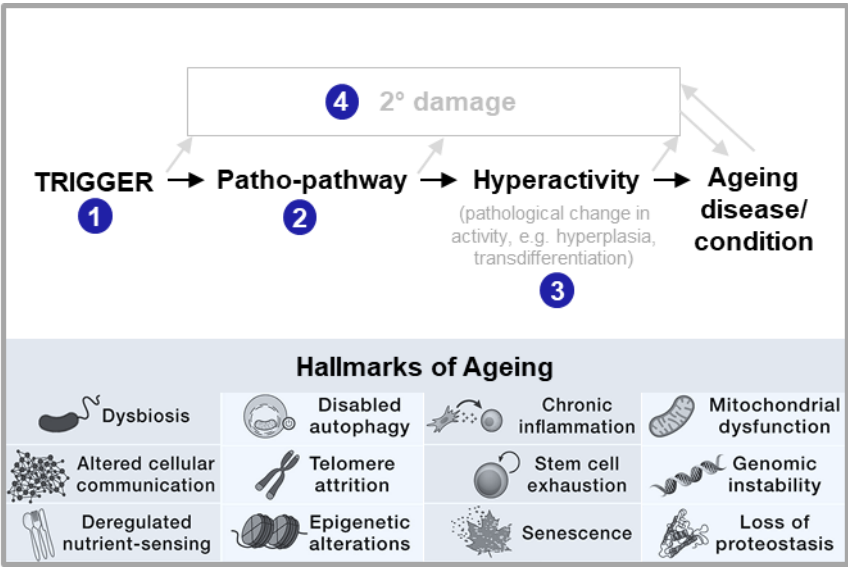 4 2° damage
TRIGGER
1
Patho-pathway
2
Hyperactivity
(pathological change in
activity, e.g. hyperplasia,
transdifferentiation)
3
Ageing
disease/
condition
Hallmarks of Ageing
Dysbiosis
Disabled
autophagy
Chronic
inflammation
Mitochondrial
dysfunction
Altered cellular
communication
Telomere
attrition
Stem cell
exhaustion
Genomic
instability
Deregulated
nutrient-sensing
Epigenetic
alterations
Senescence
Loss of
proteostasis